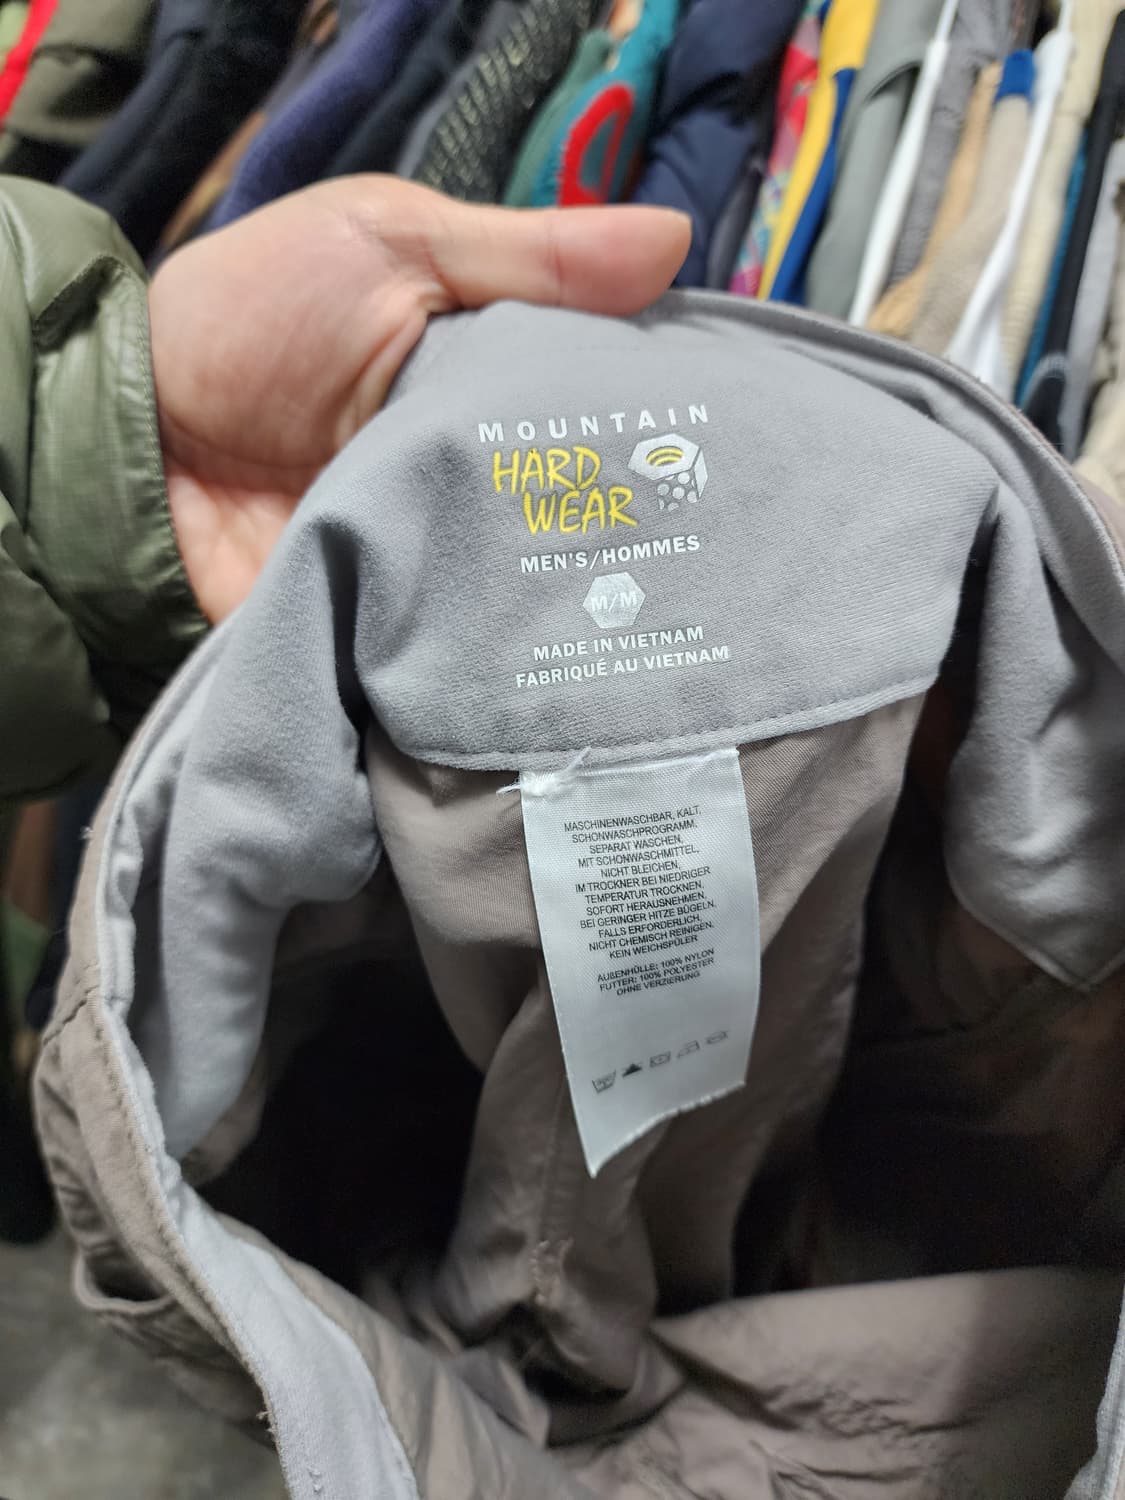 MOUNTAIN
HARD
WEAR
MEN'S/HOMMES
M/M
MADE IN VIETNAM
FABRIQUÉ AU VIETNAM
MASCHINENWASCHBAR, KALT,
SCHONWASCHPROGRAMM,
SEPARAT WASCHEN,
MIT SCHONWASCHMITTEL,
NICHT BLEICHEN,
IM TROCKNER BEI NIEDRIGER
TEMPERATUR TROCKNEN,
SOFORT HERAUSNEHMEN,
BEI GERINGER HITZE BÜGELN,
FALLS ERFORDERLICH,
NICHT CHEMISCH REINIGEN.
KEIN WEICHSPÜLER
AUßENHÜLLE: 100% NYLON
FUTTER: 100% POLYESTER
OHNE VERZIERUNG